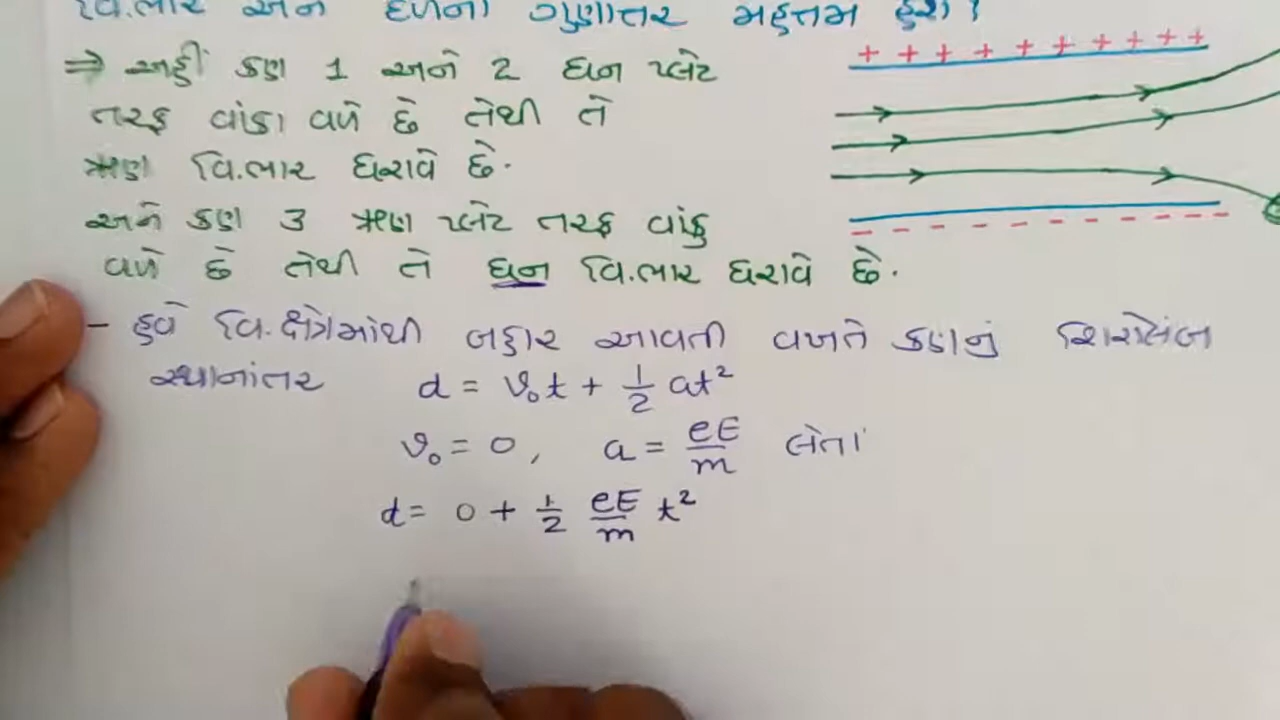 વિ.ભાર અને દળનો ગુણોત્તર મહત્તમ હશે?
⇒ અહીં કણ 1 અને 2 ધન પ્લેટ
તરફ વાંકા વળે છે તેથી તે
ઋણ વિ.ભાર ધરાવે છે.
અને કણ 3 ઋણ પ્લેટ તરફ વાંકુ
વળે છે તેથી તે ધન વિ.ભાર ધરાવે છે.
- હવે વિ.ક્ષેત્રમાંથી બહાર આવતી વખતે કણનું શિરોલંબ
સ્થાનાંતર d = v₀t + 1/2 at²
v₀ = 0, a = eE/m લેતાં
d = 0 + 1/2 eE/m t²
+ + + + + + + + + +
- - - - - - - - - -